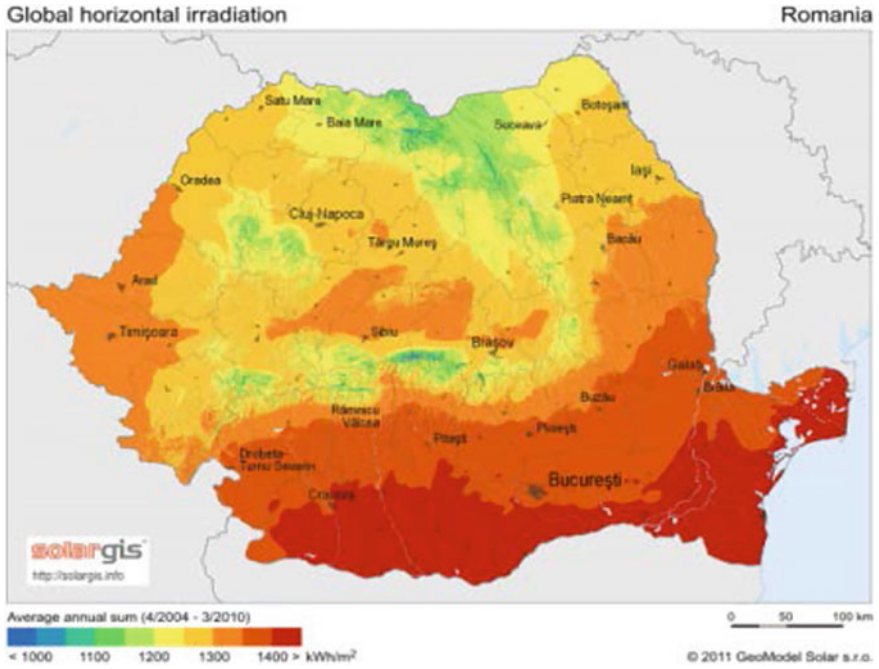 Global horizontal irradiation
Romania
Satu Mare
Baia Mare
Botoşani
Suceava
Iaşi
Oradea
Piatra Neamţ
Cluj-Napoca
Târgu Mureş
Bacău
Arad
Timişoara
Sibiu
Braşov
Galaţi
Brăila
Buzău
Râmnicu
Vâlcea
Piteşti
Ploieşti
Drobeta-
Turnu Severin
Bucureşti
Craiova
solargis
http://solargis.info
Average annual sum (4/2004 - 3/2010)
0 50 100 km
< 1000 1100 1200 1300 1400 > kWh/m²
© 2011 GeoModel Solar s.r.o.